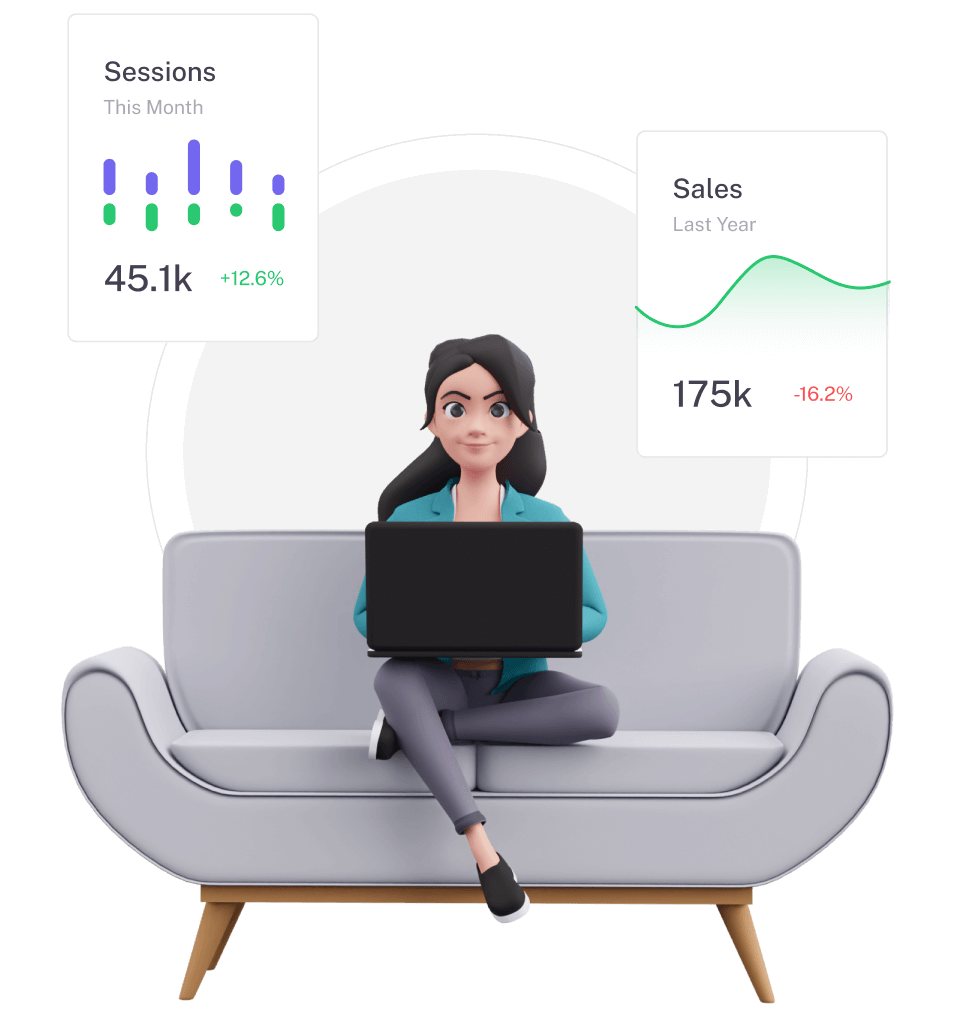 Sessions
This Month
45.1k +12.6%
Sales
Last Year
175k -16.2%